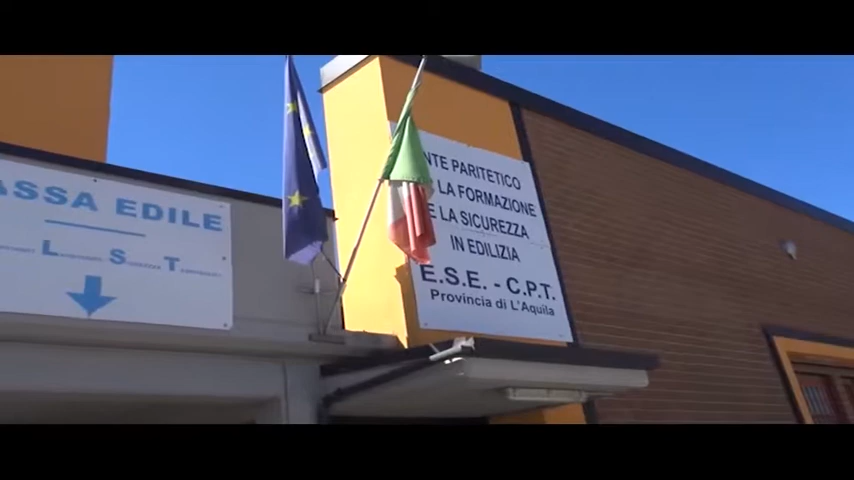 ASSA EDILE
NTE PARITETICO
LA FORMAZIONE
E LA SICUREZZA
IN EDILIZIA
E.S.E. - C.P.T.
Provincia di L'Aquila